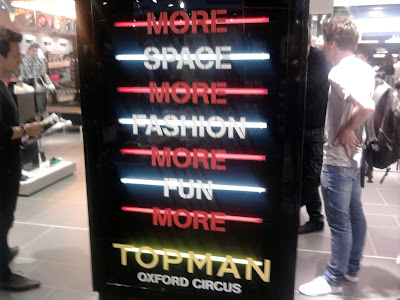 MORE
SPACE
MORE
FASHION
MORE
FUN
MORE
TOPMAN
OXFORD CIRCUS